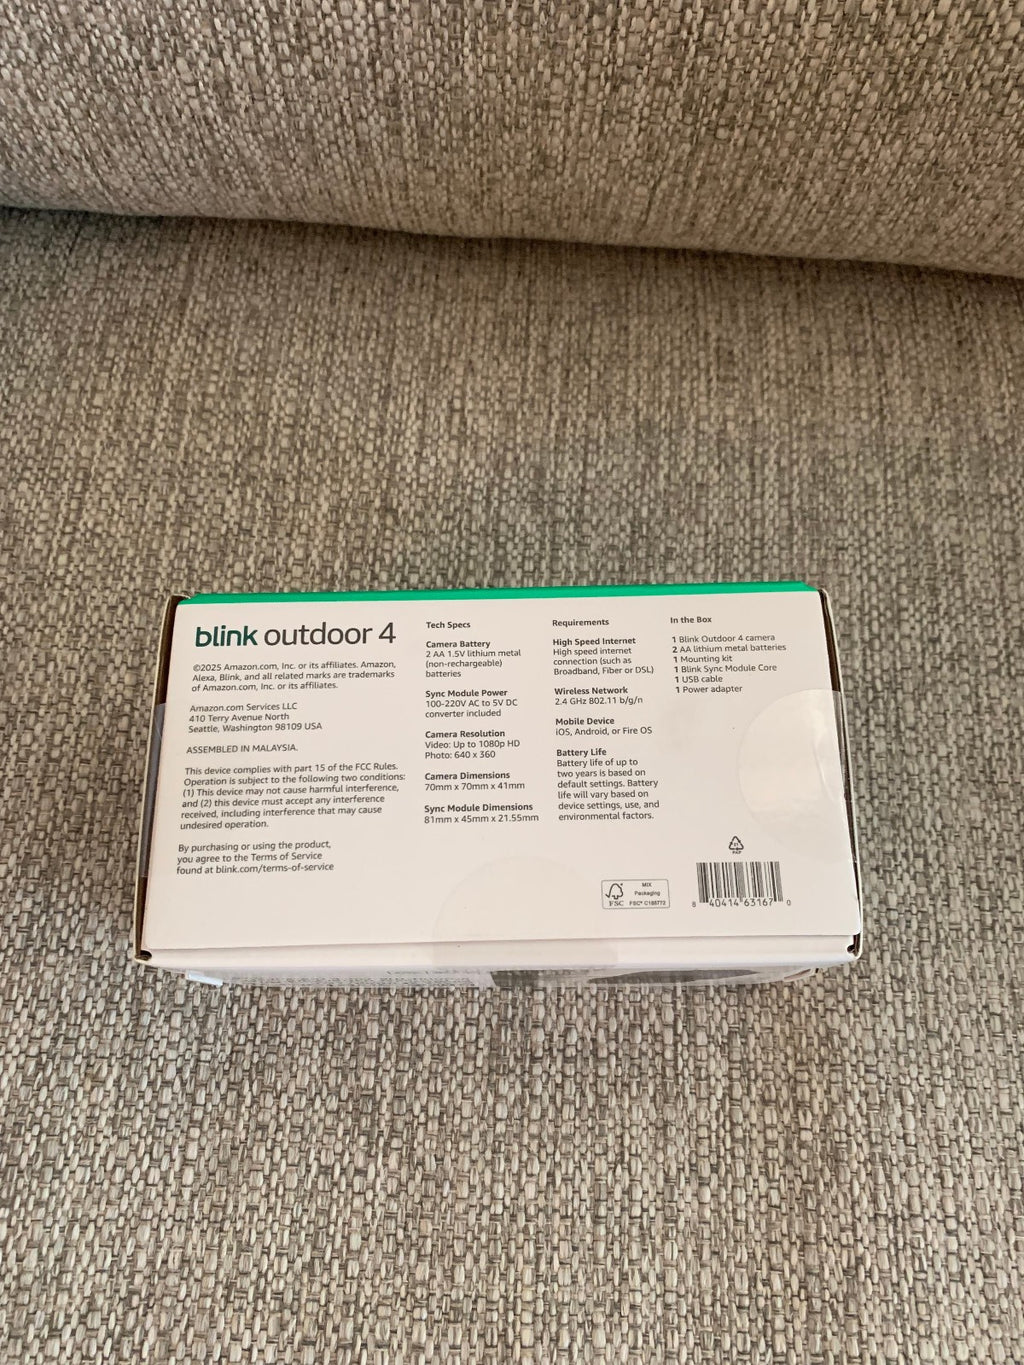 blink outdoor 4
©2025 Amazon.com, Inc. or its affiliates. Amazon,
Alexa, Blink, and all related marks are trademarks
of Amazon.com, Inc. or its affiliates.
Amazon.com Services LLC
410 Terry Avenue North
Seattle, Washington 98109 USA
ASSEMBLED IN MALAYSIA.
This device complies with part 15 of the FCC Rules.
Operation is subject to the following two conditions:
(1) This device may not cause harmful interference,
and (2) this device must accept any interference
received, including interference that may cause
undesired operation.
By purchasing or using the product,
you agree to the Terms of Service
found at blink.com/terms-of-service
Tech Specs
Camera Battery
2 AA 1.5V lithium metal
(non-rechargeable)
batteries
Sync Module Power
100-220V AC to 5V DC
converter included
Camera Resolution
Video: Up to 1080p HD
Photo: 640 x 360
Camera Dimensions
70mm x 70mm x 41mm
Sync Module Dimensions
81mm x 45mm x 21.55mm
Requirements
High Speed Internet
High speed internet
connection (such as
Broadband, Fiber or DSL)
Wireless Network
2.4 GHz 802.11 b/g/n
Mobile Device
iOS, Android, or Fire OS
Battery Life
Battery life of up to
two years is based on
default settings. Battery
life will vary based on
device settings, use, and
environmental factors.
In the Box
1 Blink Outdoor 4 camera
2 AA lithium metal batteries
1 Mounting kit
1 Blink Sync Module Core
1 USB cable
1 Power adapter
21
PAP
FSC
MIX
Packaging
FSC® C188772
8 40414 63167 0